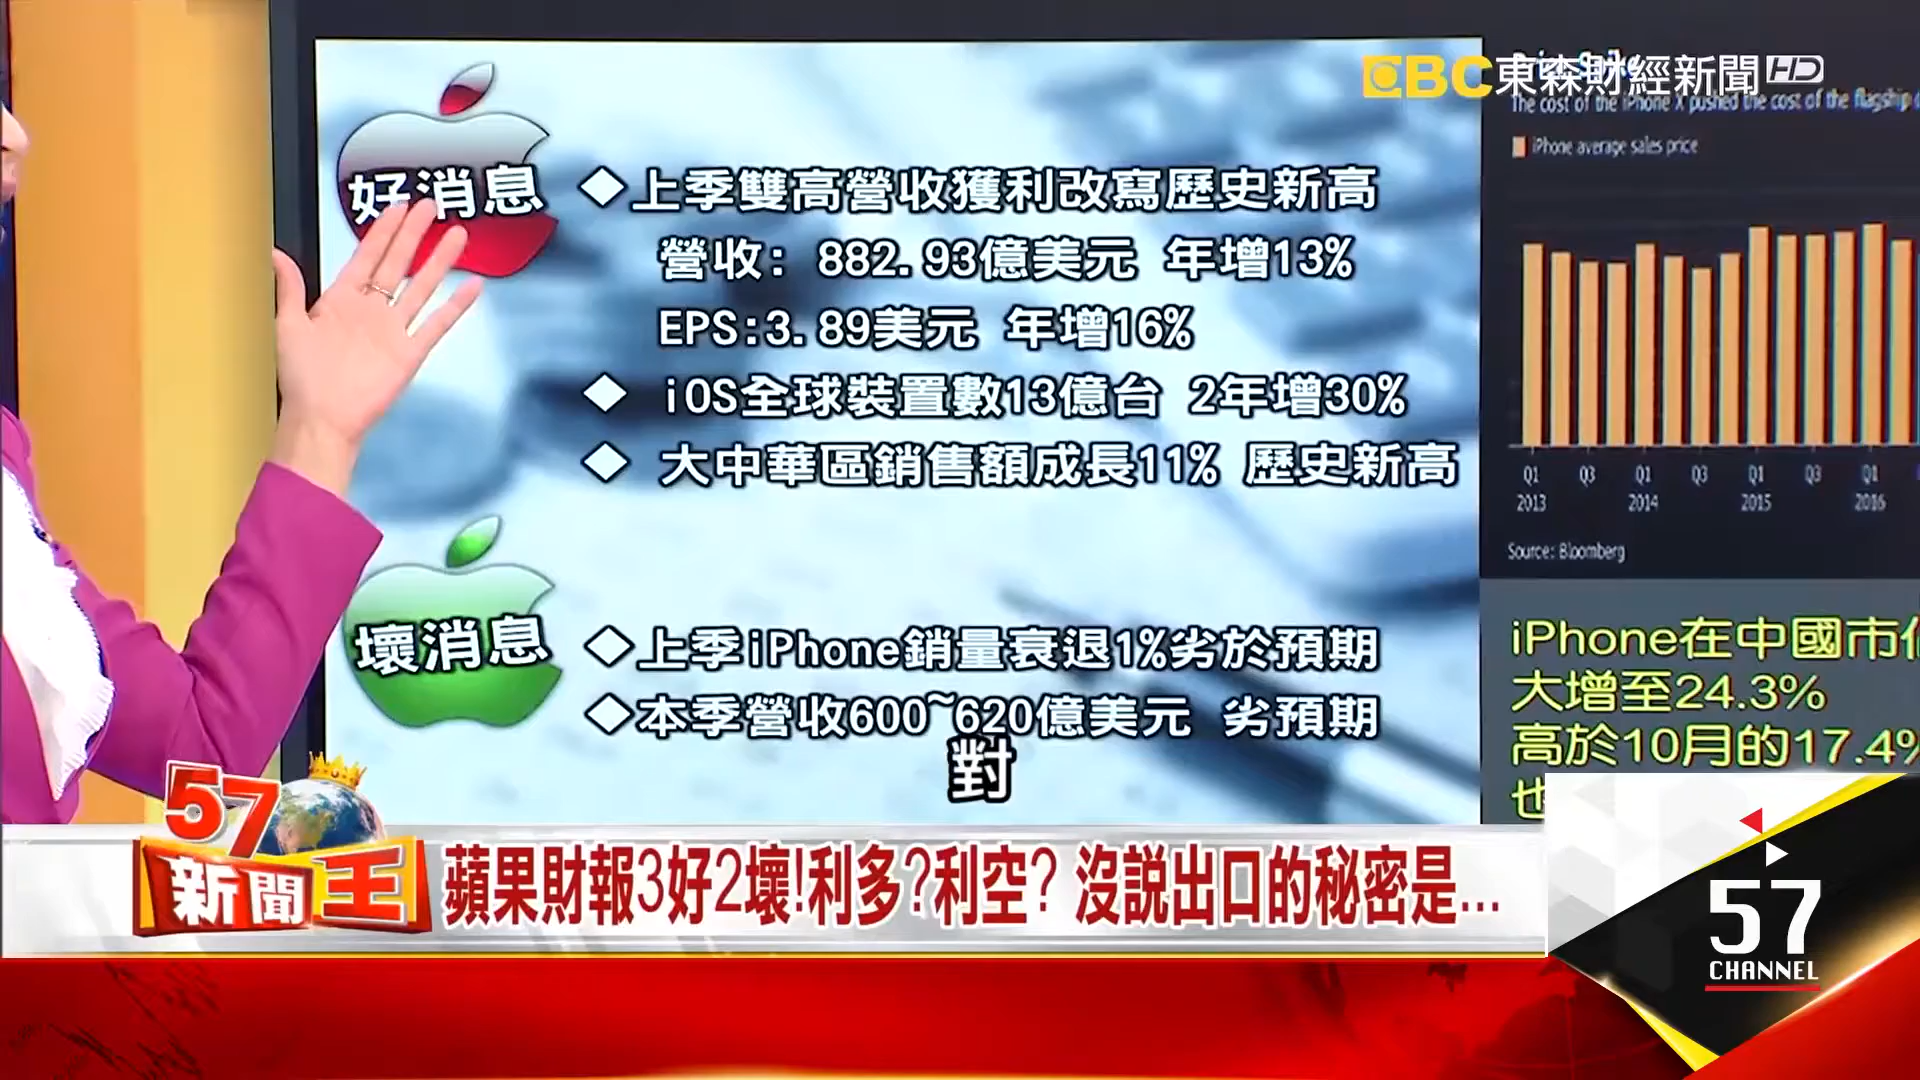 EBC東森財經新聞HD
好消息
◆上季雙高營收獲利改寫歷史新高
營收: 882.93億美元 年增13%
EPS:3.89美元 年增16%
◆ iOS全球裝置數13億台 2年增30%
◆ 大中華區銷售額成長11% 歷史新高
壞消息
◆上季iPhone銷量衰退1%劣於預期
◆本季營收600~620億美元 劣預期
對
The cost of the iPhone X pushed the cost of the flagship
iPhone average sales price
Q1 Q3 Q1 Q3 Q1 Q3 Q1
2013 2014 2015 2016
Source: Bloomberg
iPhone在中國市佔
大增至24.3%
高於10月的17.4%
也
57
新聞王
蘋果財報3好2壞!利多?利空? 沒說出口的秘密是...
57
CHANNEL